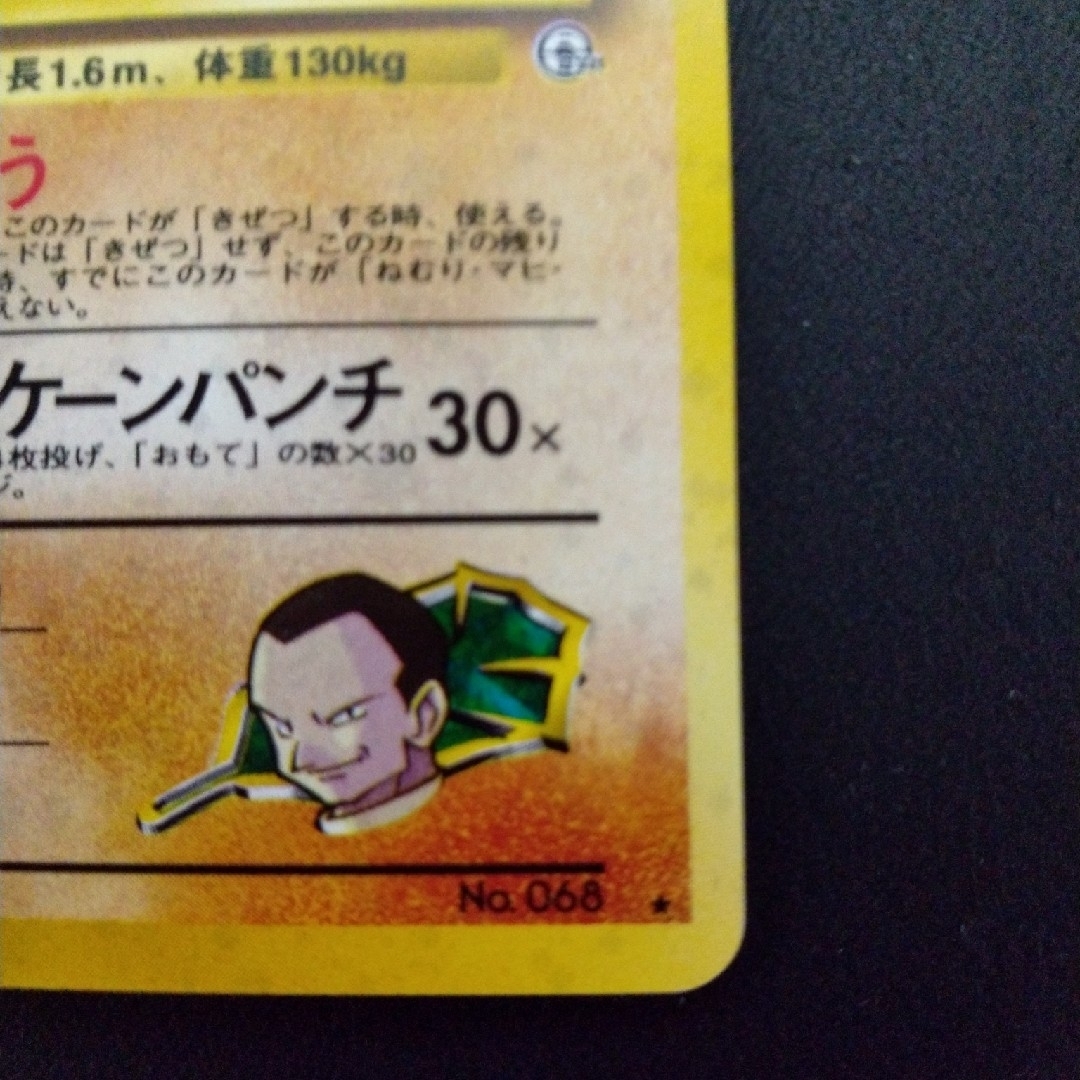 長1.6m、体重130kg
う
このカードが「きぜつ」する時、使える。
ードは「きぜつ」せず、このカードの残り
時、すでにこのカードが「ねむり・マヒ・
えない。
ケーンパンチ 30×
枚投げ、「おもて」の数×30
ジ。
No. 068 ★